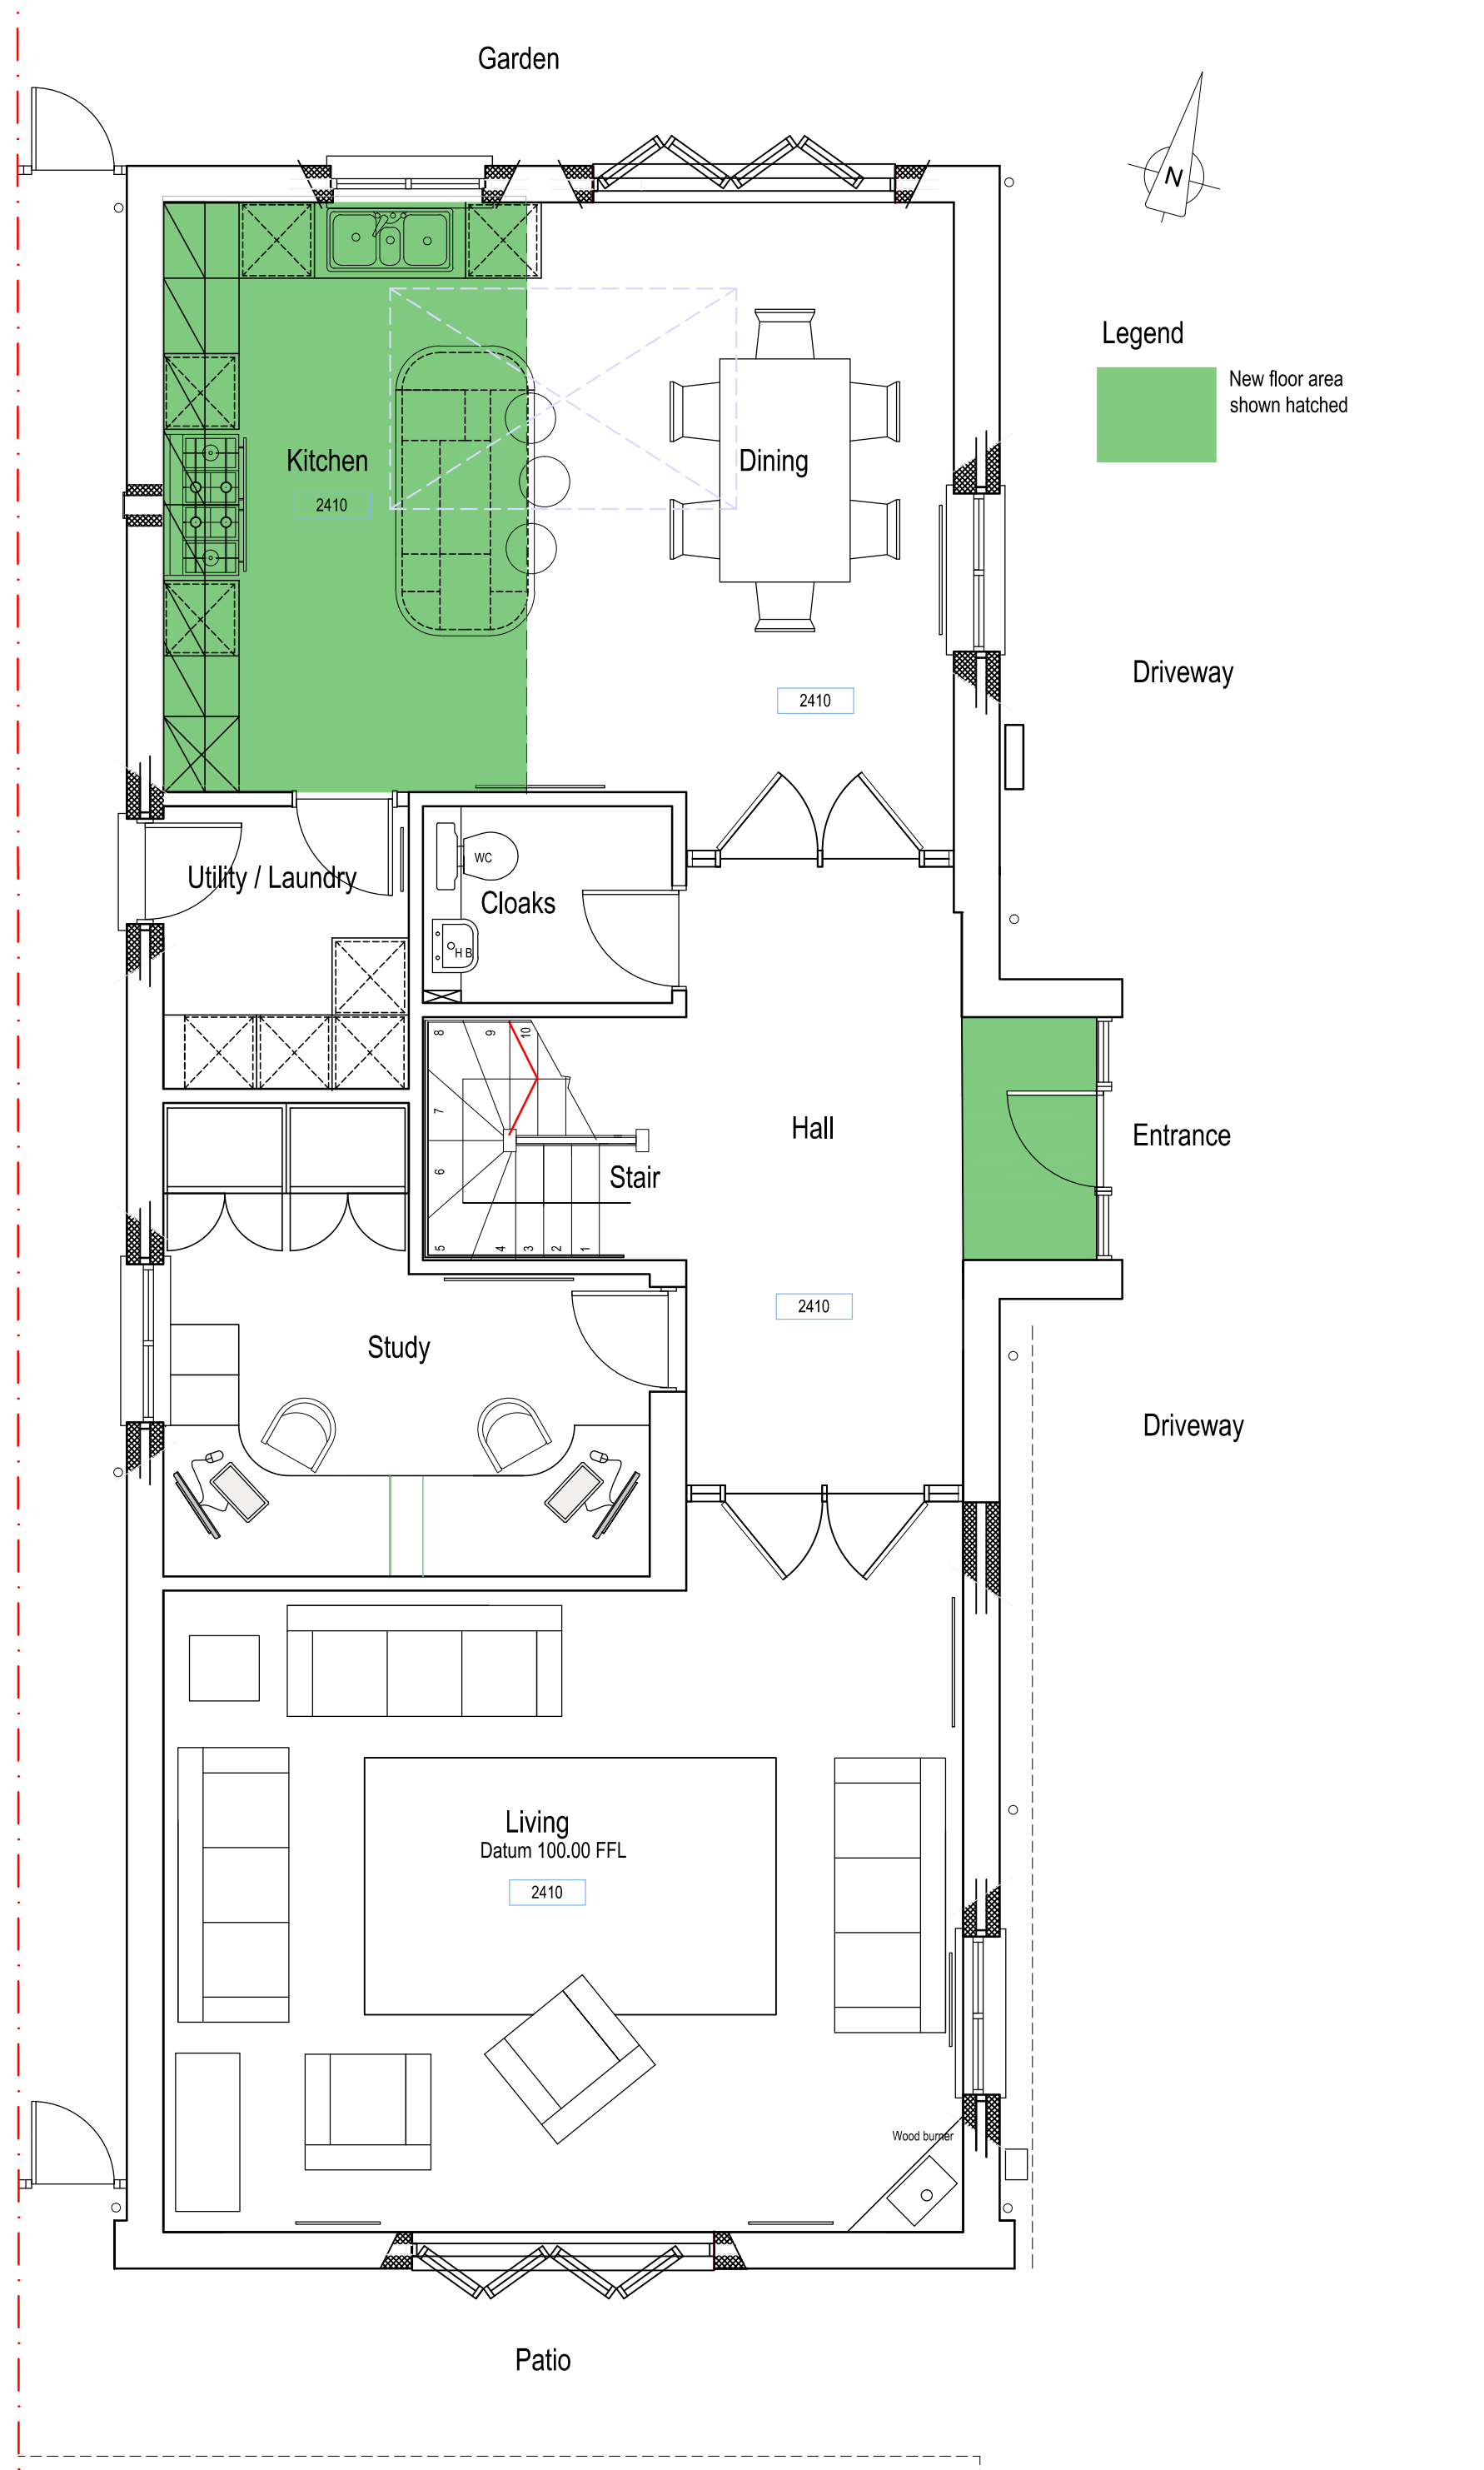 Garden
N
Legend
New floor area
shown hatched
Kitchen
2410
Dining
Driveway
2410
WC
Utility / Laundry
Cloaks
H B
8
9
10
7
Hall
Entrance
6
Stair
5
4
3
2
1
2410
Study
Driveway
Living
Datum 100.00 FFL
2410
Wood burner
Patio